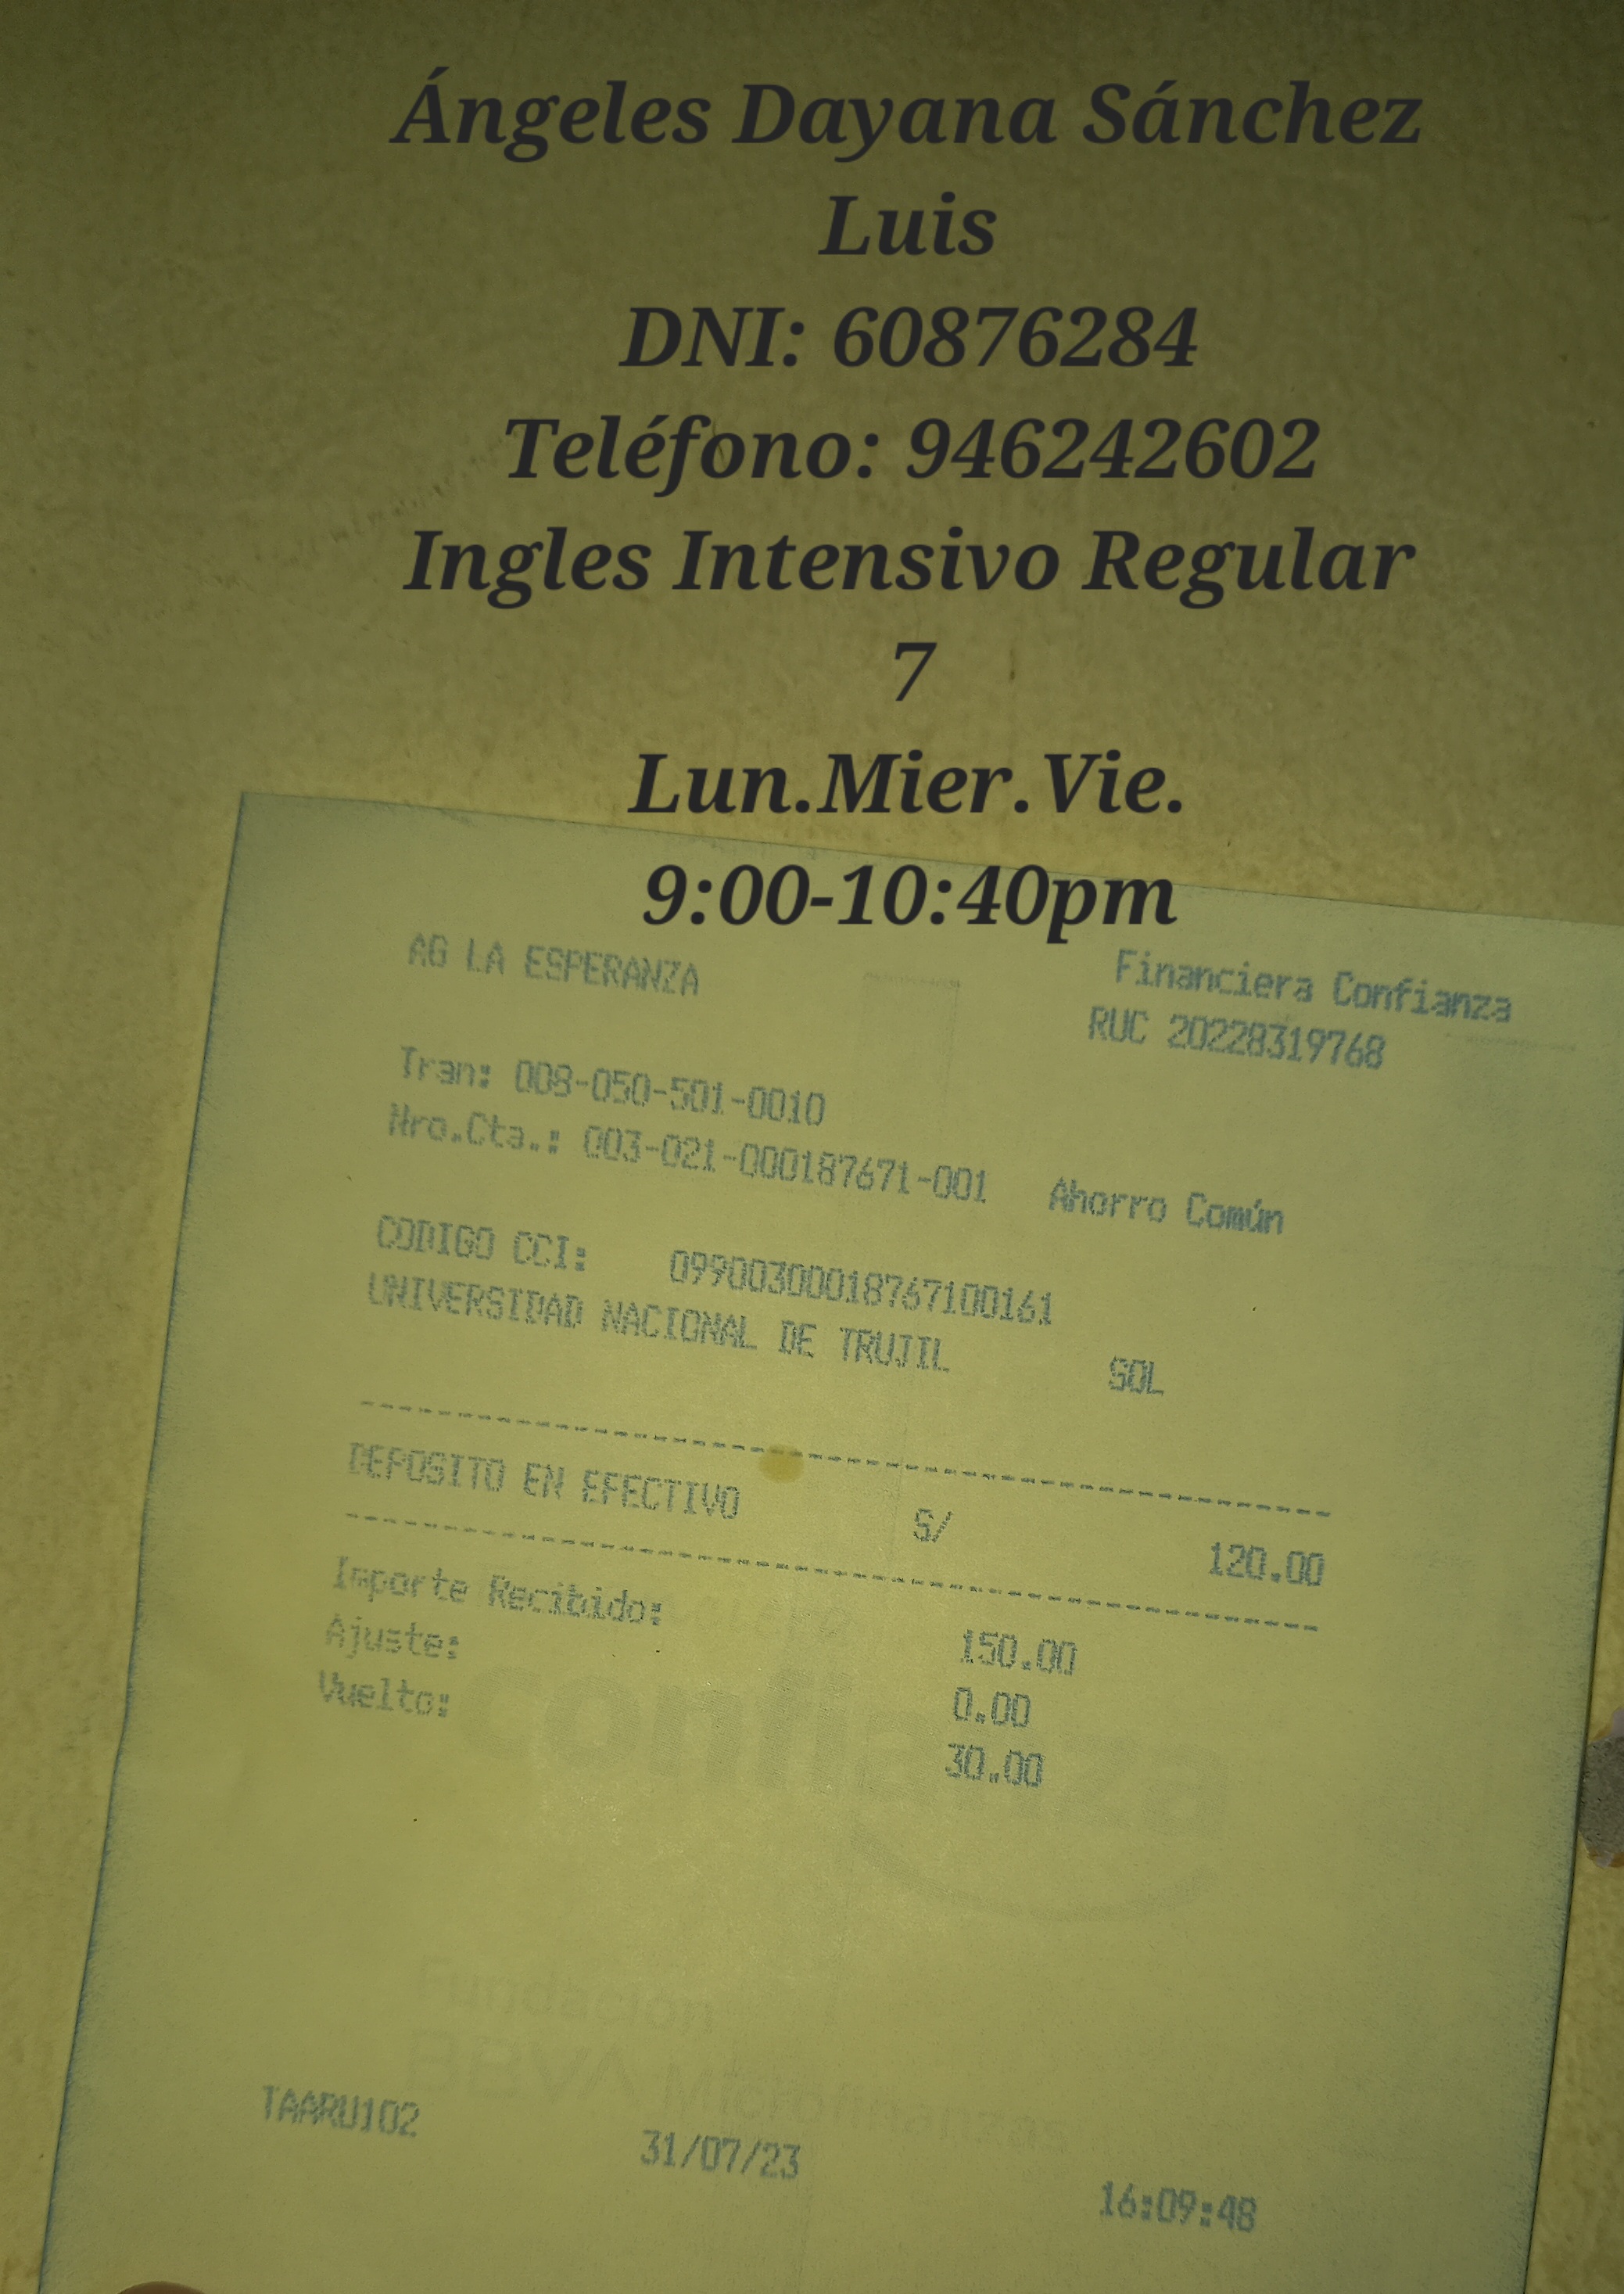 Ángeles Dayana Sánchez
Luis
DNI: 60876284
Teléfono: 946242602
Ingles Intensivo Regular
7
Lun.Mier.Vie.
9:00-10:40pm
AG LA ESPERANZA Financiera Confianza
RUC 20228319768
Tran: 008-050-501-0010
Nro.Cta.: 003-021-000187671-001 Ahorro Común
CODIGO CCI: 09900300018767100161
UNIVERSIDAD NACIONAL DE TRUJIL SOL
DEPOSITO EN EFECTIVO S/ 120.00
Importe Recibido: 150.00
Ajuste: 0.00
Vuelto: 30.00
Confianza
Fundación
BBVA
TAARU102 31/07/23 16:09:48